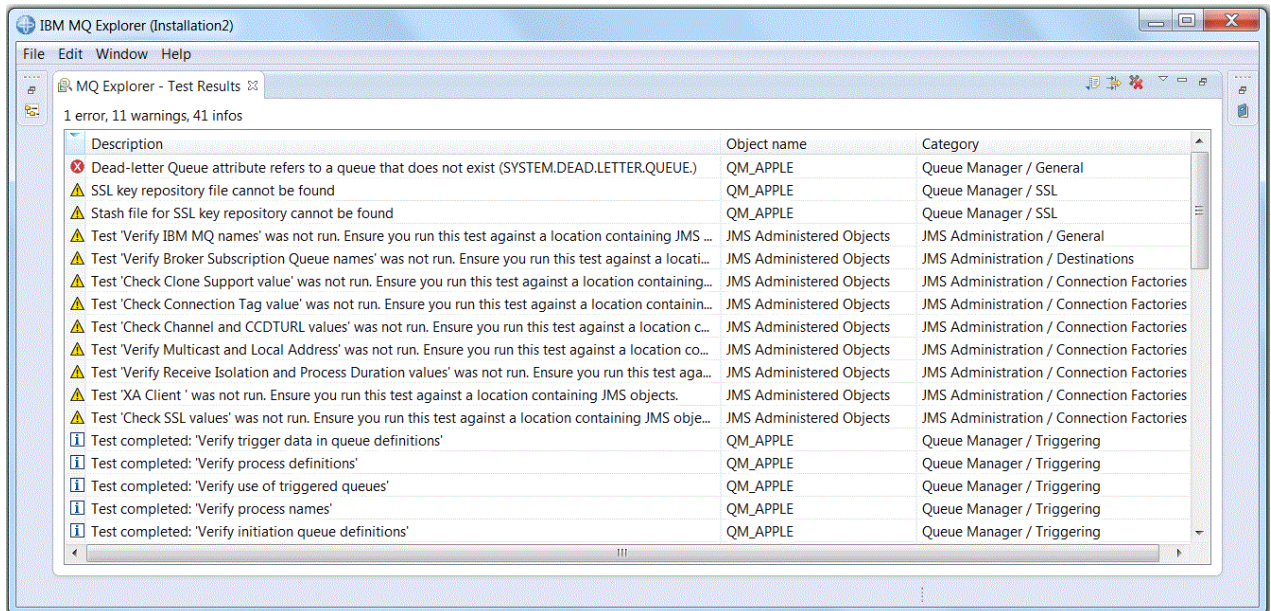 IBM MQ Explorer (Installation2)
File Edit Window Help
MQ Explorer - Test Results
1 error, 11 warnings, 41 infos
Description Object name Category
Dead-letter Queue attribute refers to a queue that does not exist (SYSTEM.DEAD.LETTER.QUEUE.) QM_APPLE Queue Manager / General
SSL key repository file cannot be found QM_APPLE Queue Manager / SSL
Stash file for SSL key repository cannot be found QM_APPLE Queue Manager / SSL
Test 'Verify IBM MQ names' was not run. Ensure you run this test against a location containing JMS ... JMS Administered Objects JMS Administration / General
Test 'Verify Broker Subscription Queue names' was not run. Ensure you run this test against a locati... JMS Administered Objects JMS Administration / Destinations
Test 'Check Clone Support value' was not run. Ensure you run this test against a location containing... JMS Administered Objects JMS Administration / Connection Factories
Test 'Check Connection Tag value' was not run. Ensure you run this test against a location containin... JMS Administered Objects JMS Administration / Connection Factories
Test 'Check Channel and CCDTURL values' was not run. Ensure you run this test against a location c... JMS Administered Objects JMS Administration / Connection Factories
Test 'Verify Multicast and Local Address' was not run. Ensure you run this test against a location co... JMS Administered Objects JMS Administration / Connection Factories
Test 'Verify Receive Isolation and Process Duration values' was not run. Ensure you run this test aga... JMS Administered Objects JMS Administration / Connection Factories
Test 'XA Client ' was not run. Ensure you run this test against a location containing JMS objects. JMS Administered Objects JMS Administration / Connection Factories
Test 'Check SSL values' was not run. Ensure you run this test against a location containing JMS obje... JMS Administered Objects JMS Administration / Connection Factories
Test completed: 'Verify trigger data in queue definitions' QM_APPLE Queue Manager / Triggering
Test completed: 'Verify process definitions' QM_APPLE Queue Manager / Triggering
Test completed: 'Verify use of triggered queues' QM_APPLE Queue Manager / Triggering
Test completed: 'Verify process names' QM_APPLE Queue Manager / Triggering
Test completed: 'Verify initiation queue definitions' QM_APPLE Queue Manager / Triggering